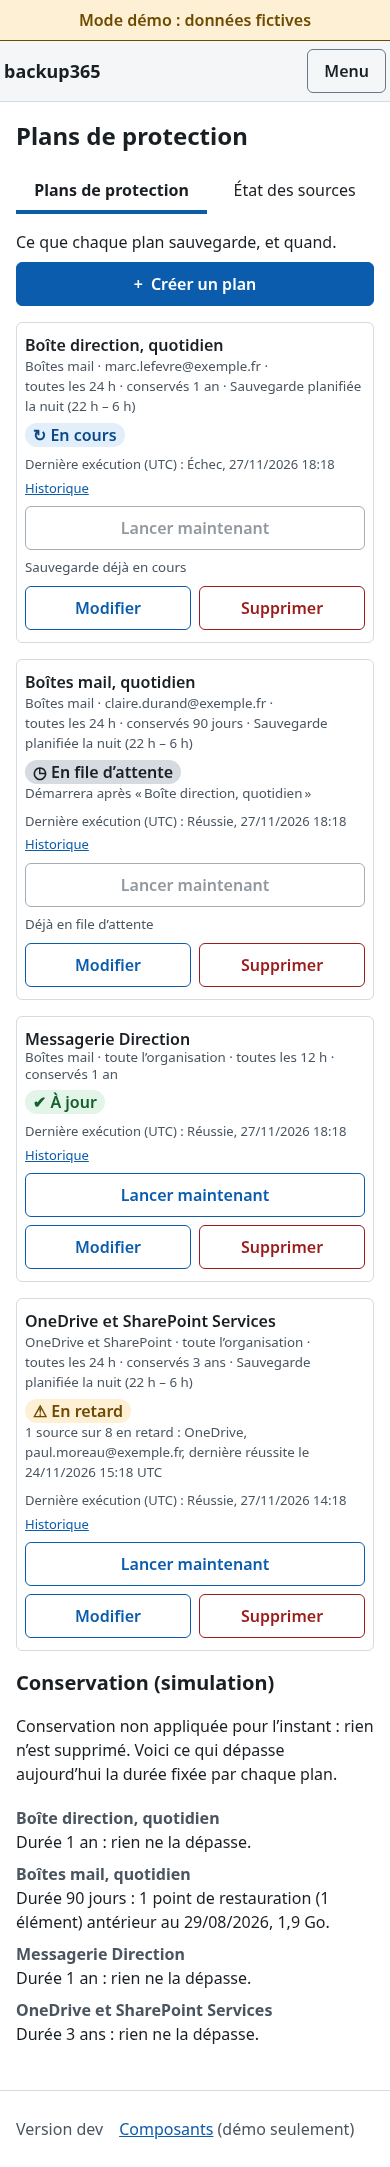 Mode démo : données fictives
backup365
Menu
Plans de protection
Plans de protection
État des sources
Ce que chaque plan sauvegarde, et quand.
+ Créer un plan
Boîte direction, quotidien
Boîtes mail · marc.lefevre@exemple.fr ·
toutes les 24 h · conservés 1 an · Sauvegarde planifiée
la nuit (22 h – 6 h)
↻ En cours
Dernière exécution (UTC) : Échec, 27/11/2026 18:18
Historique
Lancer maintenant
Sauvegarde déjà en cours
Modifier
Supprimer
Boîtes mail, quotidien
Boîtes mail · claire.durand@exemple.fr ·
toutes les 24 h · conservés 90 jours · Sauvegarde
planifiée la nuit (22 h – 6 h)
◷ En file d’attente
Démarrera après « Boîte direction, quotidien »
Dernière exécution (UTC) : Réussie, 27/11/2026 18:18
Historique
Lancer maintenant
Déjà en file d’attente
Modifier
Supprimer
Messagerie Direction
Boîtes mail · toute l’organisation · toutes les 12 h ·
conservés 1 an
✔ À jour
Dernière exécution (UTC) : Réussie, 27/11/2026 18:18
Historique
Lancer maintenant
Modifier
Supprimer
OneDrive et SharePoint Services
OneDrive et SharePoint · toute l’organisation ·
toutes les 24 h · conservés 3 ans · Sauvegarde
planifiée la nuit (22 h – 6 h)
⚠ En retard
1 source sur 8 en retard : OneDrive,
paul.moreau@exemple.fr, dernière réussite le
24/11/2026 15:18 UTC
Dernière exécution (UTC) : Réussie, 27/11/2026 14:18
Historique
Lancer maintenant
Modifier
Supprimer
Conservation (simulation)
Conservation non appliquée pour l’instant : rien
n’est supprimé. Voici ce qui dépasse
aujourd’hui la durée fixée par chaque plan.
Boîte direction, quotidien
Durée 1 an : rien ne la dépasse.
Boîtes mail, quotidien
Durée 90 jours : 1 point de restauration (1
élément) antérieur au 29/08/2026, 1,9 Go.
Messagerie Direction
Durée 1 an : rien ne la dépasse.
OneDrive et SharePoint Services
Durée 3 ans : rien ne la dépasse.
Version dev
Composants (démo seulement)